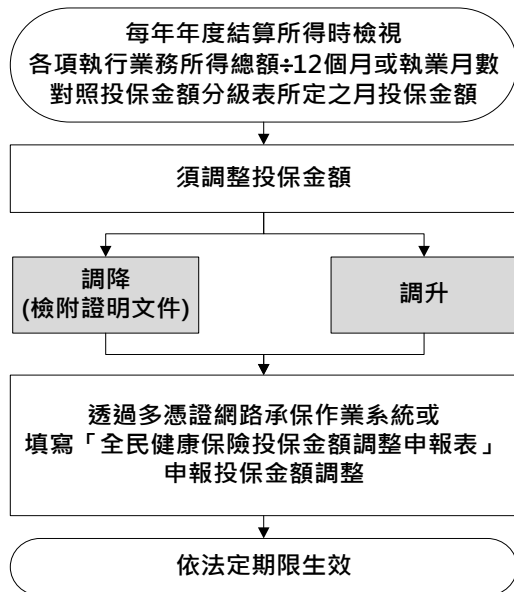 每年年度結算所得時檢視
各項執行業務所得總額÷12個月或執業月數
對照投保金額分級表所定之月投保金額
須調整投保金額
調降
(檢附證明文件)
調升
透過多憑證網路承保作業系統或
填寫「全民健康保險投保金額調整申報表」
申報投保金額調整
依法定期限生效